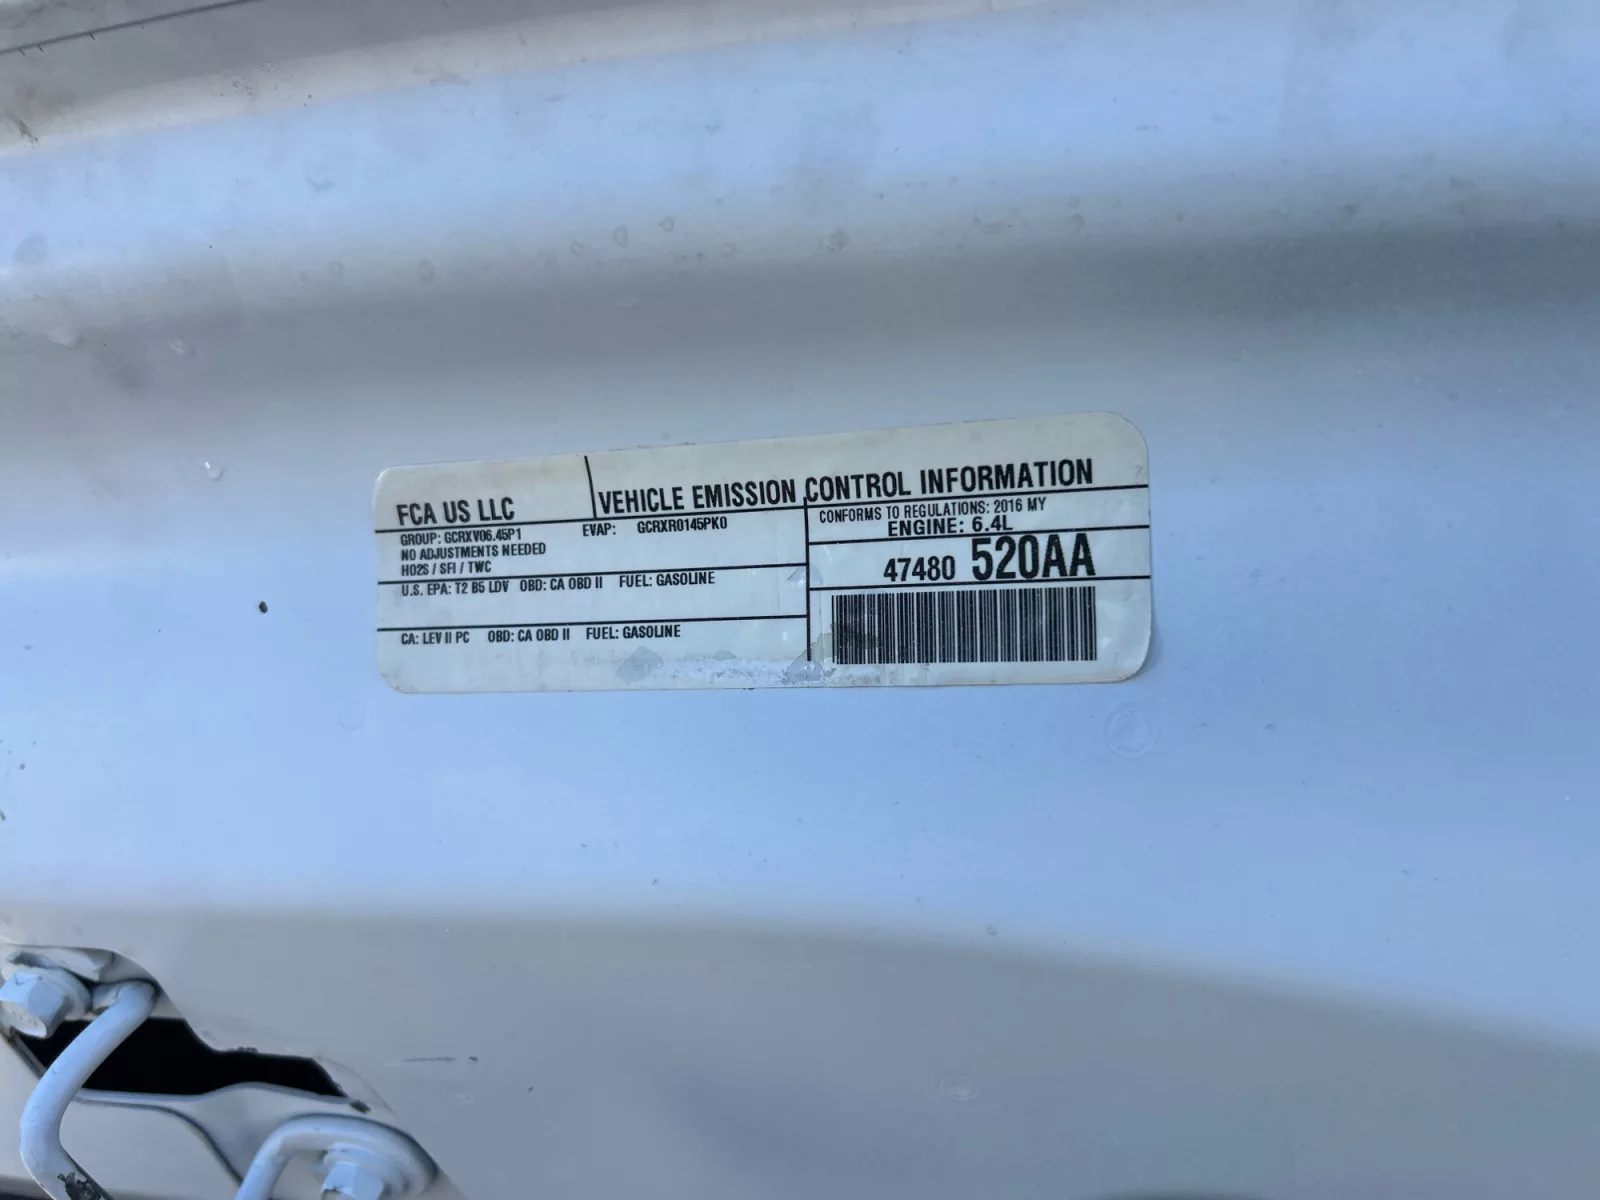 FCA US LLC
VEHICLE EMISSION CONTROL INFORMATION
GROUP: GCRXV06.45P1
EVAP: GCRXR0145PK0
NO ADJUSTMENTS NEEDED
HO2S / SFI / TWC
U.S. EPA: T2 B5 LDV OBD: CA OBD II FUEL: GASOLINE
CA: LEV II PC OBD: CA OBD II FUEL: GASOLINE
CONFORMS TO REGULATIONS: 2016 MY
ENGINE: 6.4L
47480 520AA